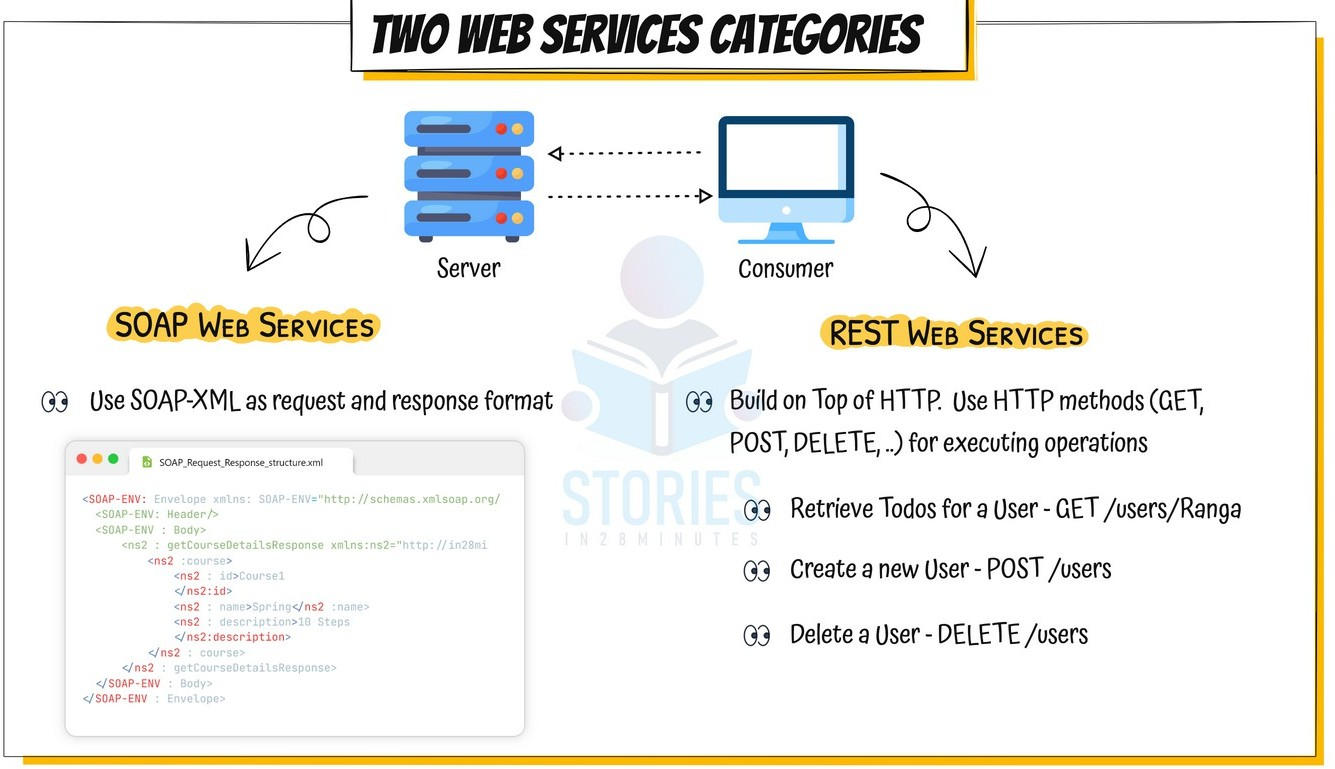 TWO WEB SERVICES CATEGORIES
Server
Consumer
SOAP WEB SERVICES
Use SOAP-XML as request and response format
SOAP_Request_Response_structure.xml
<SOAP-ENV: Envelope xmlns: SOAP-ENV="http://schemas.xmlsoap.org/
<SOAP-ENV: Header/>
<SOAP-ENV : Body>
<ns2 : getCourseDetailsResponse xmlns:ns2="http://in28mi
<ns2 :course>
<ns2 : id>Course1
</ns2:id>
<ns2 : name>Spring</ns2 :name>
<ns2 : description>10 Steps
</ns2:description>
</ns2 : course>
</ns2 : getCourseDetailsResponse>
</SOAP-ENV : Body>
</SOAP-ENV : Envelope>
REST WEB SERVICES
Build on Top of HTTP. Use HTTP methods (GET,
POST, DELETE, ..) for executing operations
Retrieve Todos for a User - GET /users/Ranga
Create a new User - POST /users
Delete a User - DELETE /users
STORIES
IN28MINUTES